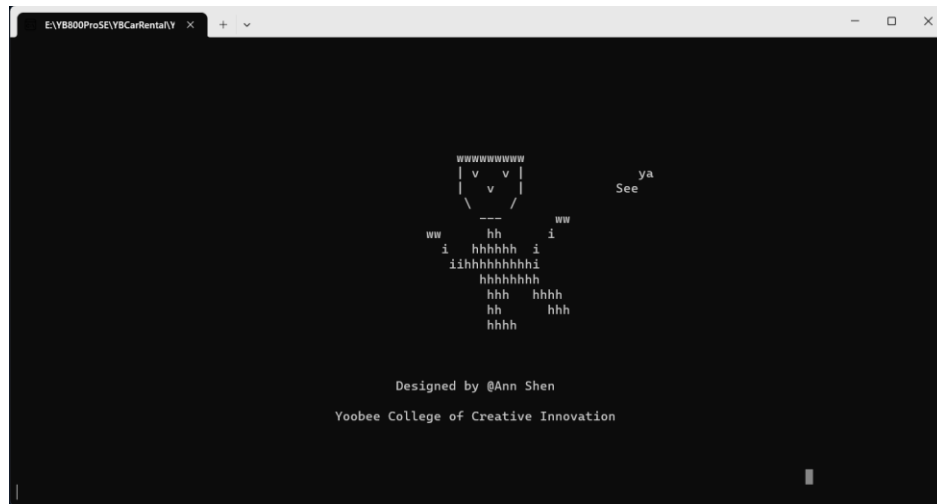 E:\YB800ProSE\YBCarRental\Y
wwwwwwwww
| v   v |                ya
|   v   |             See
\     /
---       ww
ww      hh      i
i   hhhhhh  i
iihhhhhhhhhi
hhhhhhhh
hhh   hhhh
hh      hhh
hhhh
Designed by @Ann Shen
Yoobee College of Creative Innovation